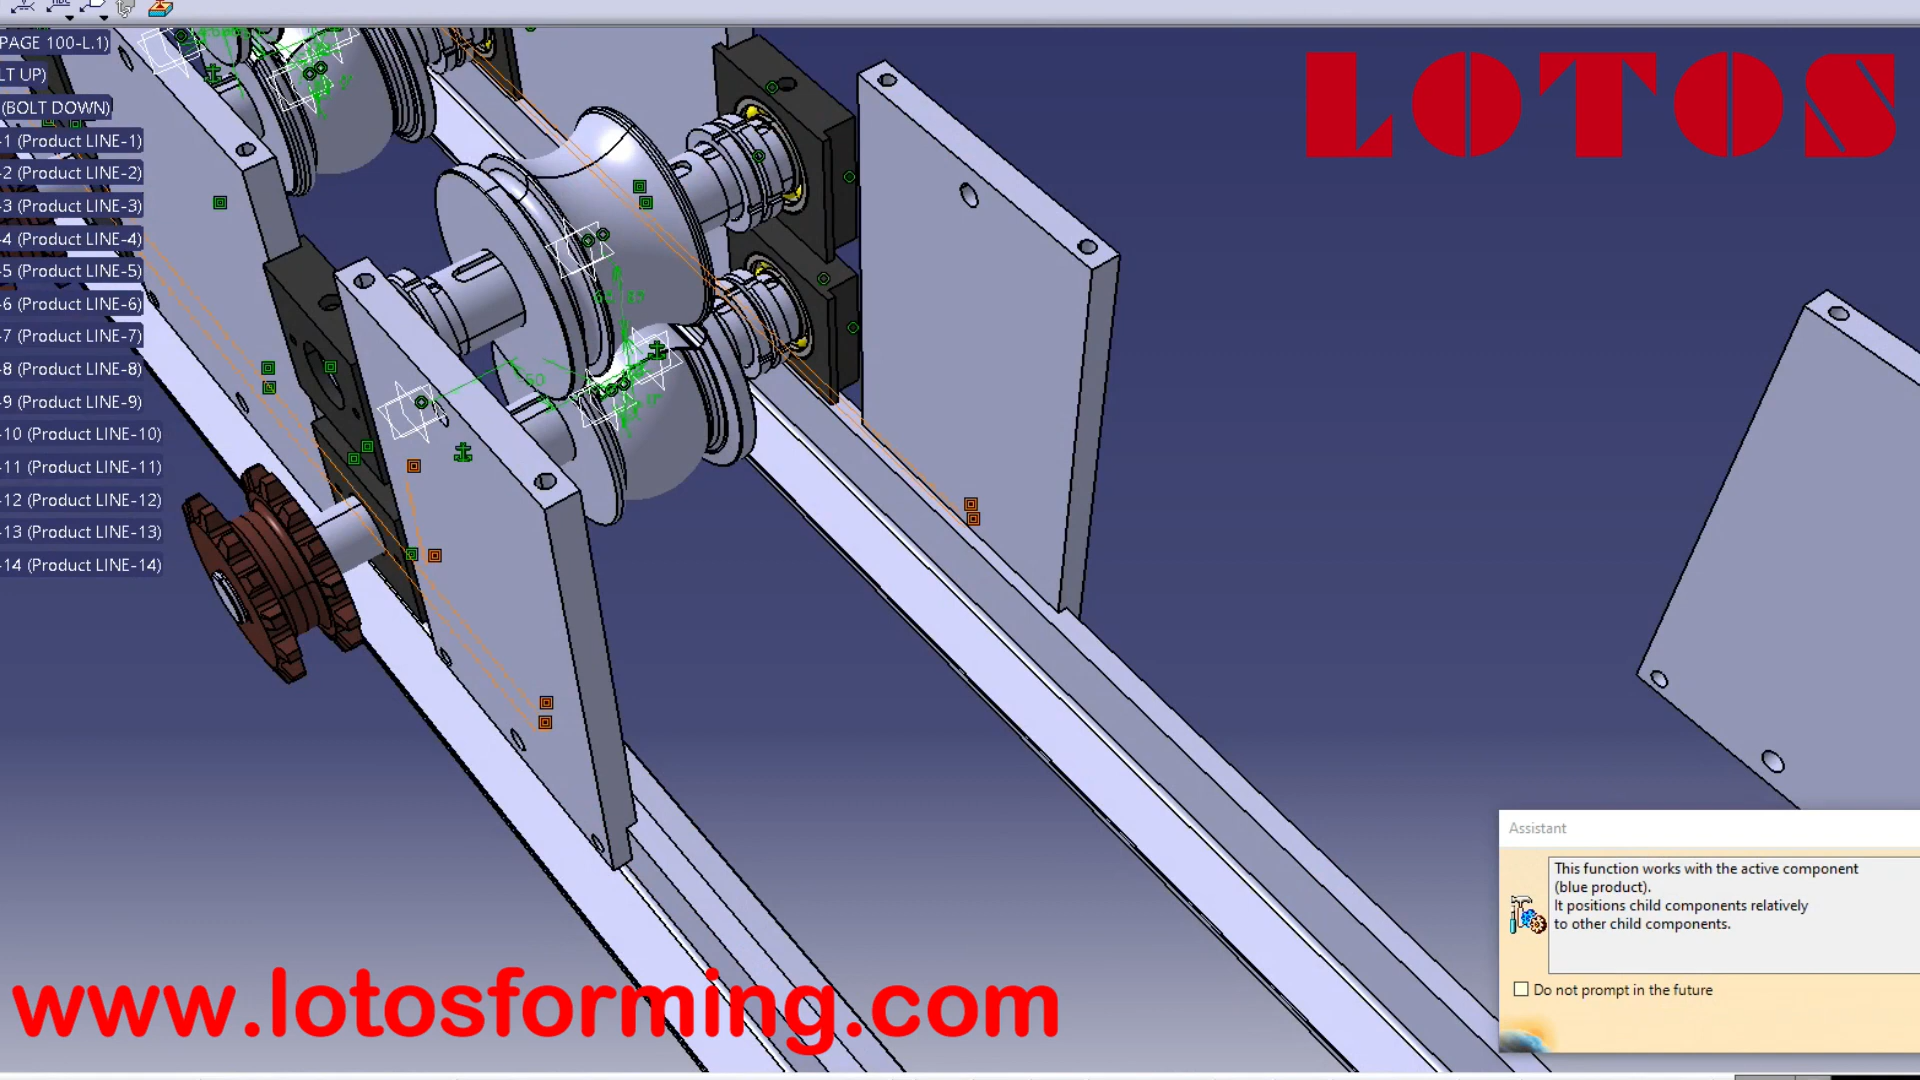 PAGE 100-L.1)
LT UP)
(BOLT DOWN)
-1 (Product LINE-1)
-2 (Product LINE-2)
-3 (Product LINE-3)
-4 (Product LINE-4)
-5 (Product LINE-5)
-6 (Product LINE-6)
-7 (Product LINE-7)
-8 (Product LINE-8)
-9 (Product LINE-9)
-10 (Product LINE-10)
-11 (Product LINE-11)
-12 (Product LINE-12)
-13 (Product LINE-13)
-14 (Product LINE-14)
LOTOS
Assistant
This function works with the active component
(blue product).
It positions child components relatively
to other child components.
Do not prompt in the future
www.lotosforming.com